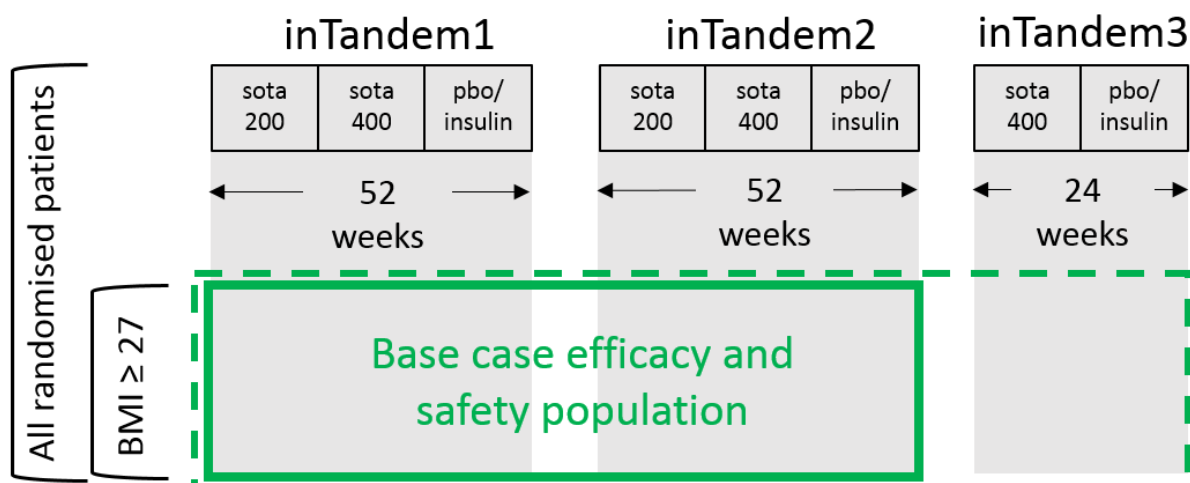 inTandem1
inTandem2
inTandem3
sota
200
sota
400
pbo/
insulin
sota
200
sota
400
pbo/
insulin
sota
400
pbo/
insulin
52
weeks
52
weeks
24
weeks
All randomised patients
BMI ≥ 27
Base case efficacy and
safety population